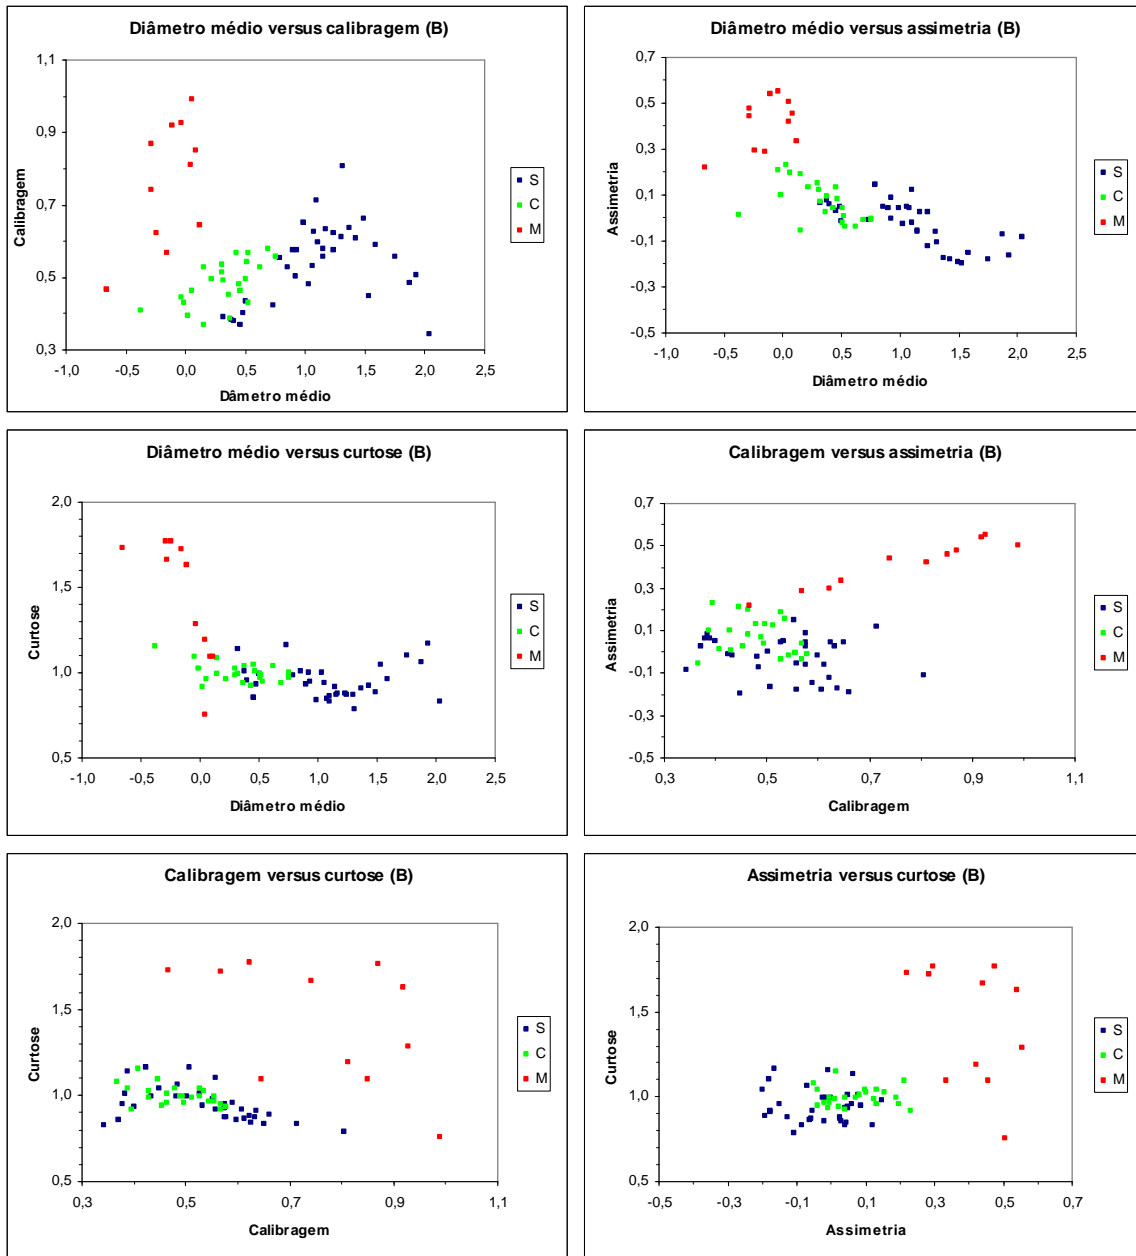 Diâmetro médio versus calibragem (B)
1,1
0,9
0,7
0,5
0,3
Calibragem
-1,0 -0,5 0,0 0,5 1,0 1,5 2,0 2,5
Dâmetro médio
S
C
M
Diâmetro médio versus assimetria (B)
0,7
0,5
0,3
0,1
-0,1
-0,3
-0,5
Assimetria
-1,0 -0,5 0,0 0,5 1,0 1,5 2,0 2,5
Diâmetro médio
S
C
M
Diâmetro médio versus curtose (B)
2,0
1,5
1,0
0,5
Curtose
-1,0 -0,5 0,0 0,5 1,0 1,5 2,0 2,5
Diâmetro médio
S
C
M
Calibragem versus assimetria (B)
0,7
0,5
0,3
0,1
-0,1
-0,3
-0,5
Assimetria
0,3 0,5 0,7 0,9 1,1
Calibragem
S
C
M
Calibragem versus curtose (B)
2,0
1,5
1,0
0,5
Curtose
0,3 0,5 0,7 0,9 1,1
Calibragem
S
C
M
Assimetria versus curtose (B)
2,0
1,5
1,0
0,5
Curtose
-0,5 -0,3 -0,1 0,1 0,3 0,5 0,7
Assimetria
S
C
M